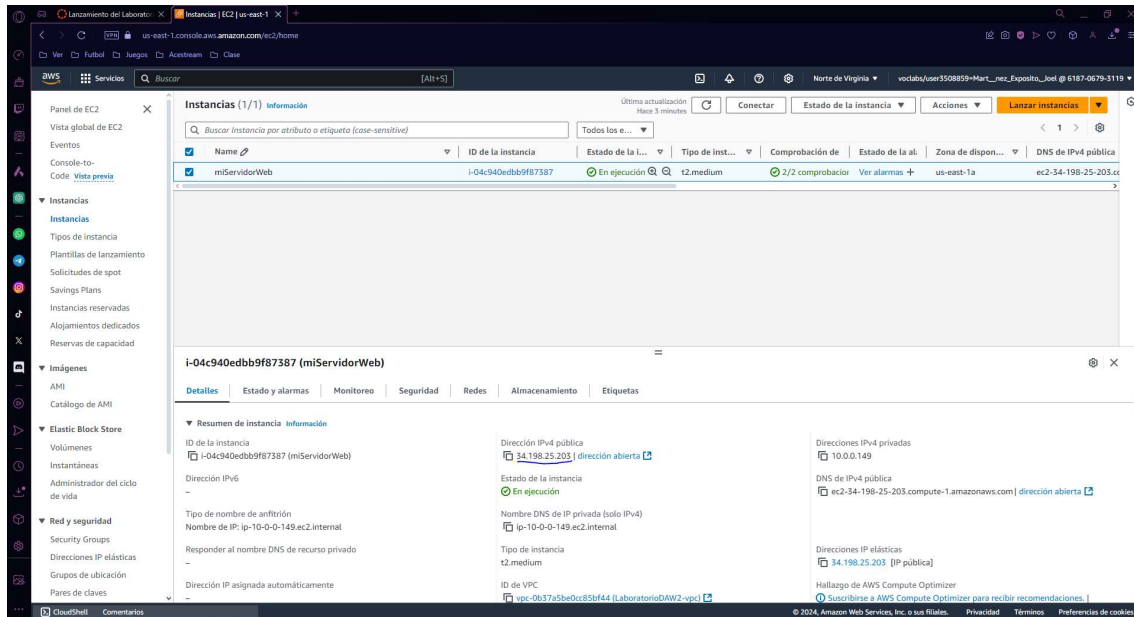 Lanzamiento del Laborator
Instancias | EC2 | us-east-1
VPN
us-east-1.console.aws.amazon.com/ec2/home
Ver Futbol Juegos Acestream Clase
aws Servicios Buscar [Alt+S] Norte de Virginia voclabs/user3508859=Mart__nez_Exposito,_Joel @ 6187-0679-3119
Panel de EC2
Vista global de EC2
Eventos
Console-to-
Code Vista previa
Instancias
Instancias
Tipos de instancia
Plantillas de lanzamiento
Solicitudes de spot
Savings Plans
Instancias reservadas
Alojamientos dedicados
Reservas de capacidad
Imágenes
AMI
Catálogo de AMI
Elastic Block Store
Volúmenes
Instantáneas
Administrador del ciclo
de vida
Red y seguridad
Security Groups
Direcciones IP elásticas
Grupos de ubicación
Pares de claves
Instancias (1/1) Información
Última actualización
Hace 3 minutes
Conectar
Estado de la instancia
Acciones
Lanzar instancias
Buscar Instancia por atributo o etiqueta (case-sensitive)
Todos los e...
1
Name ID de la instancia Estado de la i... Tipo de inst... Comprobación de Estado de la al. Zona de dispon... DNS de IPv4 pública
miServidorWeb i-04c940edbb9f87387 En ejecución t2.medium 2/2 comprobacior Ver alarmas + us-east-1a ec2-34-198-25-203.co
i-04c940edbb9f87387 (miServidorWeb)
Detalles Estado y alarmas Monitoreo Seguridad Redes Almacenamiento Etiquetas
Resumen de instancia Información
ID de la instancia
i-04c940edbb9f87387 (miServidorWeb)
Dirección IPv4 pública
34.198.25.203 | dirección abierta
Direcciones IPv4 privadas
10.0.0.149
Dirección IPv6
–
Estado de la instancia
En ejecución
DNS de IPv4 pública
ec2-34-198-25-203.compute-1.amazonaws.com | dirección abierta
Tipo de nombre de anfitrión
Nombre de IP: ip-10-0-0-149.ec2.internal
Nombre DNS de IP privada (solo IPv4)
ip-10-0-0-149.ec2.internal
Responder al nombre DNS de recurso privado
–
Tipo de instancia
t2.medium
Direcciones IP elásticas
34.198.25.203 [IP pública]
Dirección IP asignada automáticamente
–
ID de VPC
vpc-0b37a5be0cc85bf44 (LaboratorioDAW2-vpc)
Hallazgo de AWS Compute Optimizer
Suscribirse a AWS Compute Optimizer para recibir recomendaciones. |
CloudShell Comentarios © 2024, Amazon Web Services, Inc. o sus filiales. Privacidad Términos Preferencias de cookies